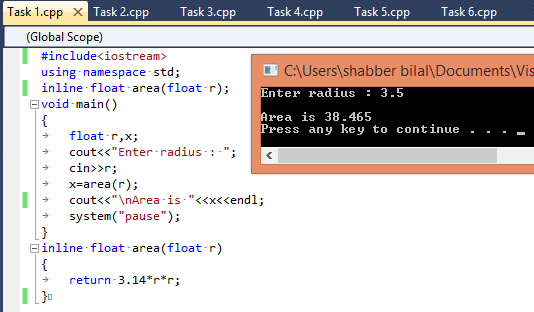 Task 1.cpp Task 2.cpp Task 3.cpp Task 4.cpp Task 5.cpp Task 6.cpp
(Global Scope)
#include<iostream>
using namespace std;
inline float area(float r);
void main()
{
float r,x;
cout<<"Enter radius : ";
cin>>r;
x=area(r);
cout<<"\nArea is "<<x<<endl;
system("pause");
}
inline float area(float r)
{
return 3.14*r*r;
}
C:\Users\shabber bilal\Documents\Vis
Enter radius : 3.5
Area is 38.465
Press any key to continue . . . _